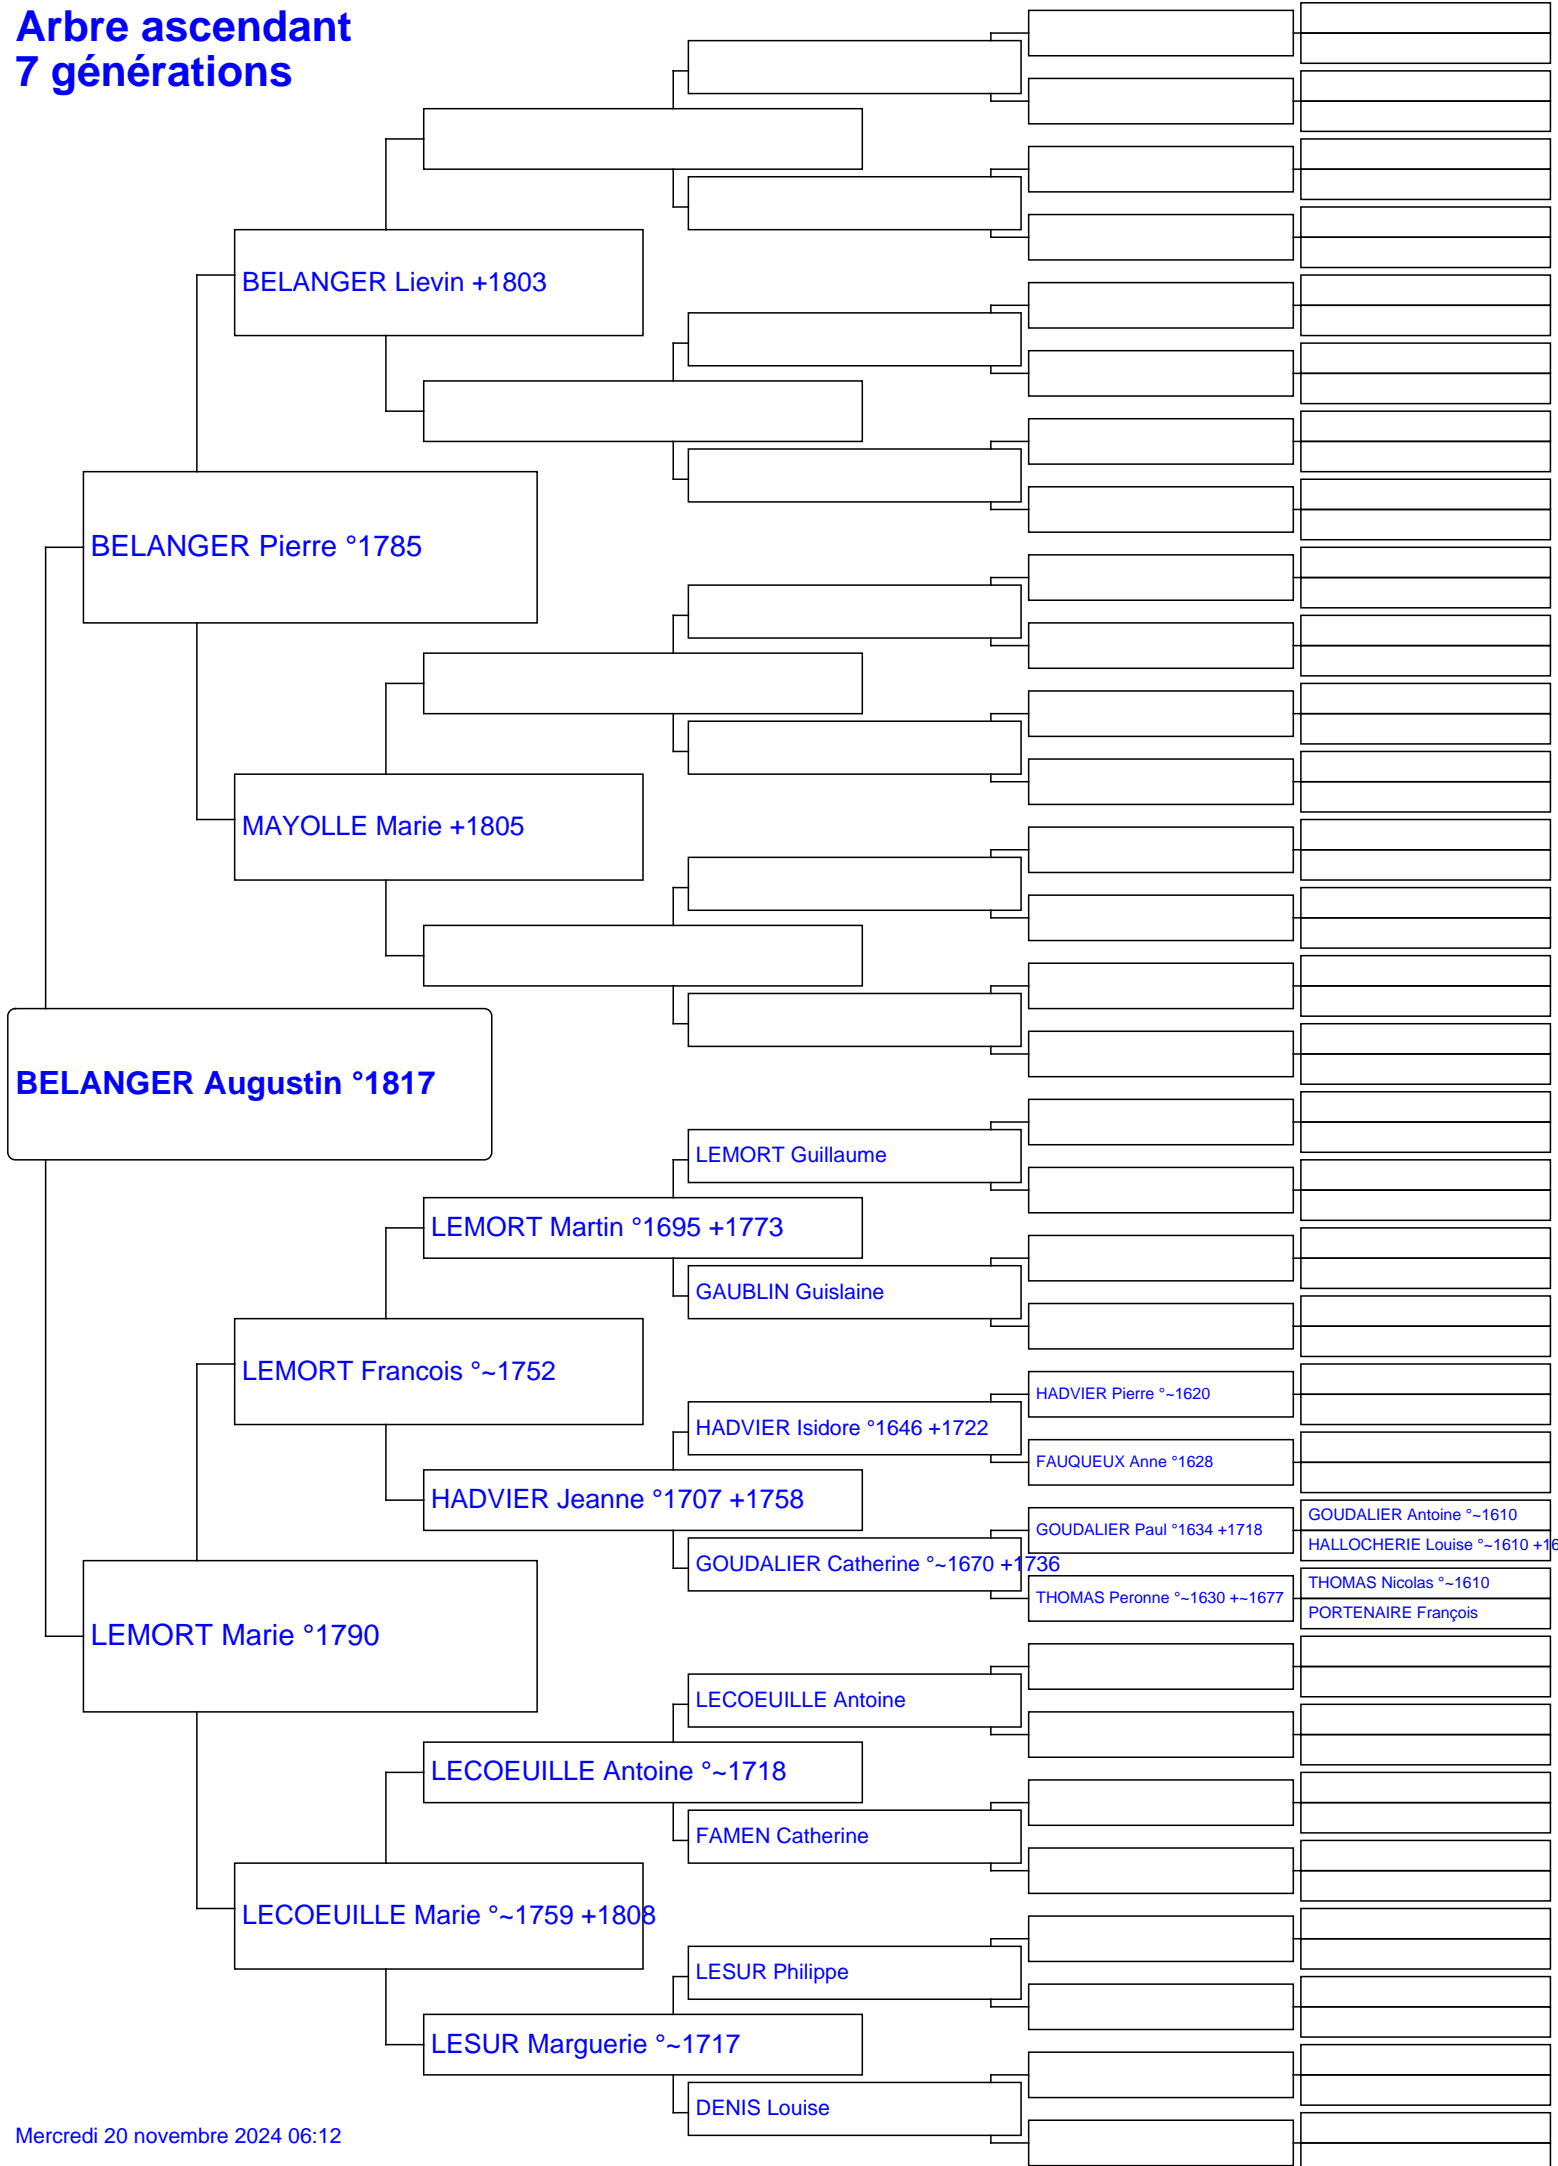 Arbre ascendant
7 générations
BELANGER Lievin +1803
BELANGER Pierre °1785
MAYOLLE Marie +1805
BELANGER Augustin °1817
LEMORT Guillaume
LEMORT Martin °1695 +1773
GAUBLIN Guislaine
LEMORT Francois °~1752
HADVIER Pierre °~1620
HADVIER Isidore °1646 +1722
FAUQUEUX Anne °1628
HADVIER Jeanne °1707 +1758
GOUDALIER Antoine °~1610
GOUDALIER Paul °1634 +1718
HALLOCHERIE Louise °~1610 +16
GOUDALIER Catherine °~1670 +1736
THOMAS Nicolas °~1610
THOMAS Peronne °~1630 +~1677
PORTENAIRE François
LEMORT Marie °1790
LECOEUILLE Antoine
LECOEUILLE Antoine °~1718
FAMEN Catherine
LECOEUILLE Marie °~1759 +1808
LESUR Philippe
LESUR Marguerie °~1717
DENIS Louise
Mercredi 20 novembre 2024 06:12